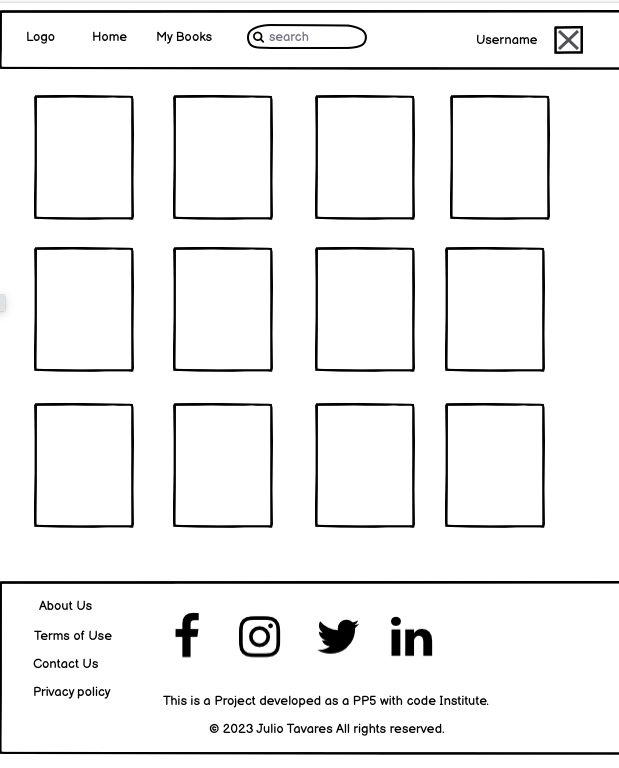 Logo Home My Books search Username
About Us
Terms of Use
Contact Us
Privacy policy
This is a Project developed as a PP5 with code Institute.
© 2023 Julio Tavares All rights reserved.